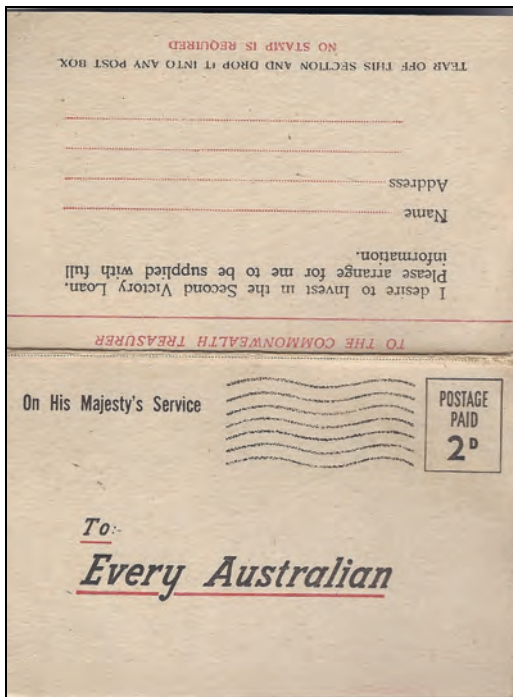 TO THE COMMONWEALTH TREASURER
I desire to Invest in the Second Victory Loan.
Please arrange for me to be supplied with full
information.
Name
Address
TEAR OFF THIS SECTION AND DROP IT INTO ANY POST BOX
NO STAMP IS REQUIRED
On His Majesty's Service
POSTAGE
PAID
2D
To:-
Every Australian